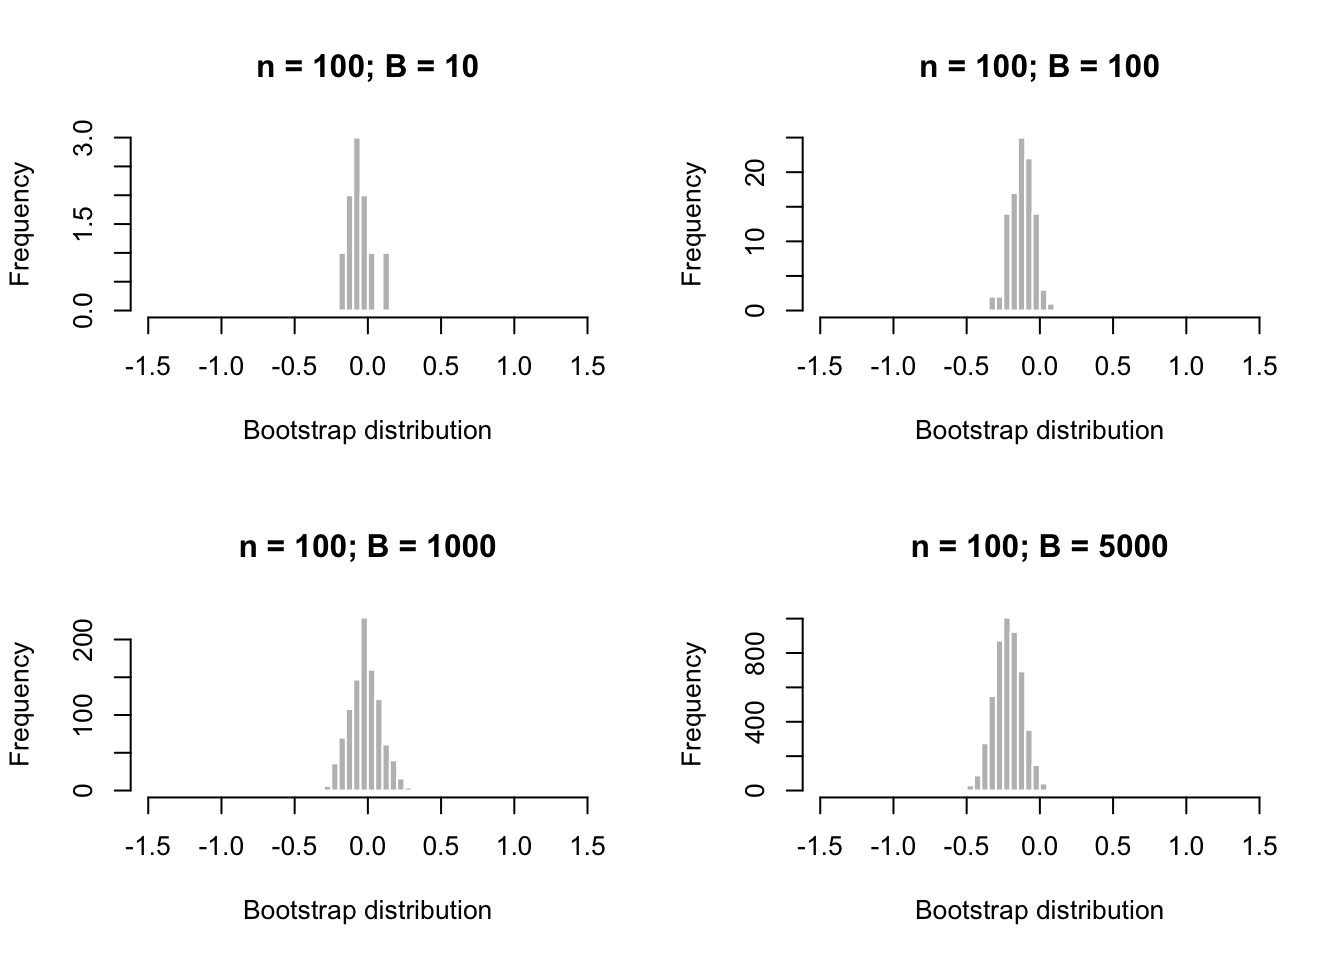 n = 100; B = 10
Frequency
3.0
1.5
0.0
-1.5 -1.0 -0.5 0.0 0.5 1.0 1.5
Bootstrap distribution
n = 100; B = 100
Frequency
20
10
0
-1.5 -1.0 -0.5 0.0 0.5 1.0 1.5
Bootstrap distribution
n = 100; B = 1000
Frequency
200
100
0
-1.5 -1.0 -0.5 0.0 0.5 1.0 1.5
Bootstrap distribution
n = 100; B = 5000
Frequency
800
400
0
-1.5 -1.0 -0.5 0.0 0.5 1.0 1.5
Bootstrap distribution